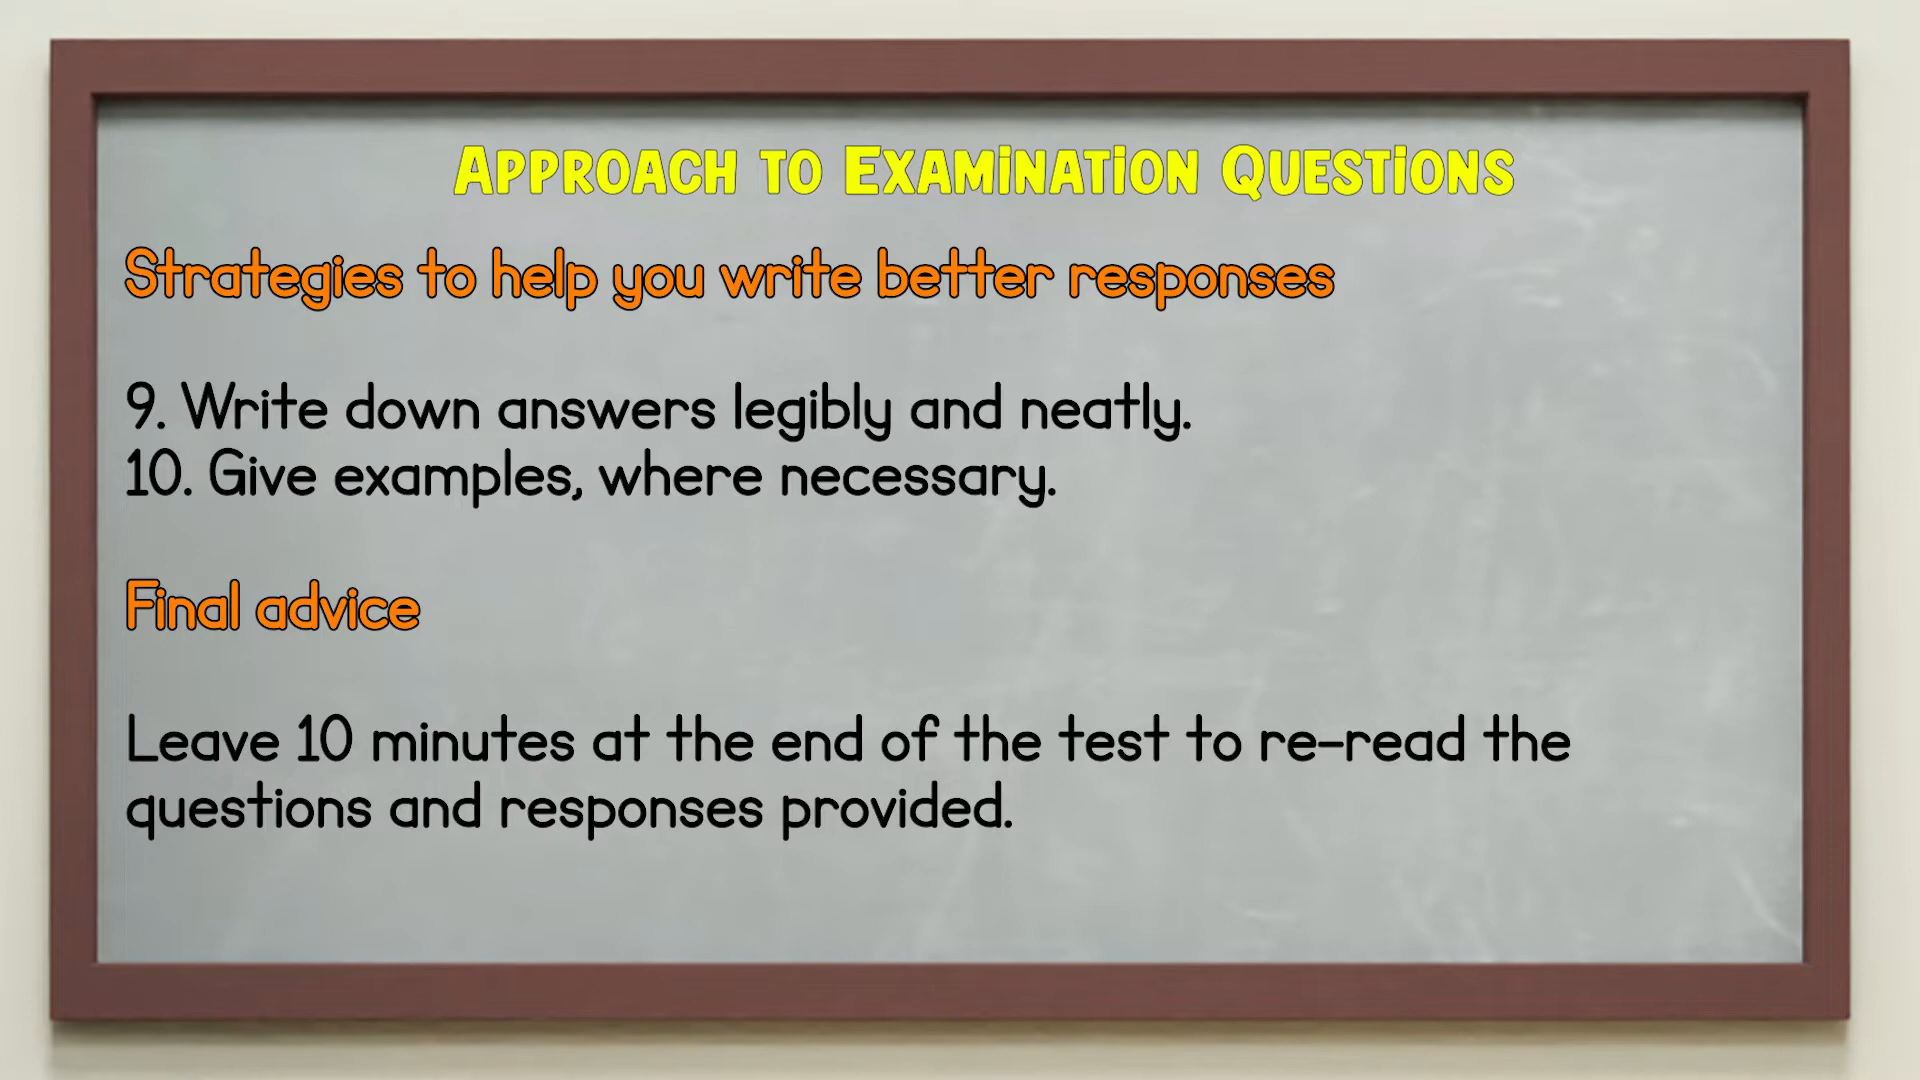 Approach to Examination Questions
Strategies to help you write better responses
9. Write down answers legibly and neatly.
10. Give examples, where necessary.
Final advice
Leave 10 minutes at the end of the test to re-read the
questions and responses provided.